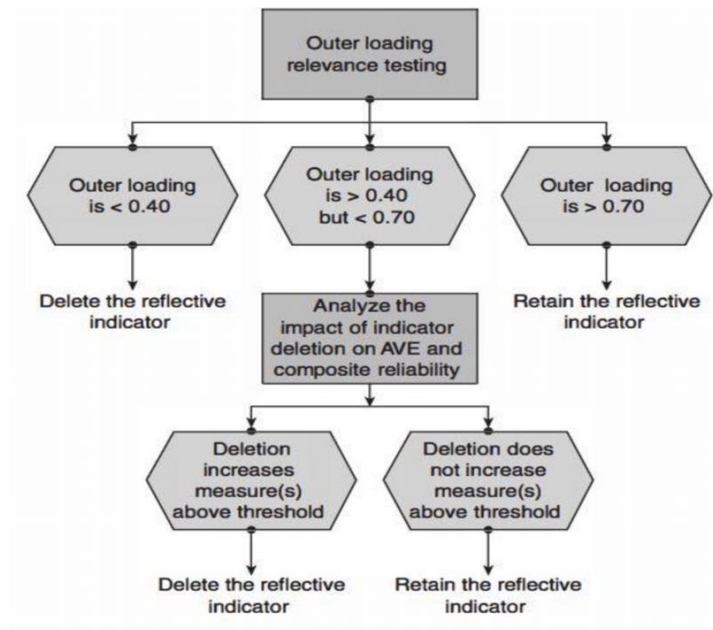 Outer loading
relevance testing
Outer loading
is < 0.40
Outer loading
is > 0.40
but < 0.70
Outer loading
is > 0.70
Delete the reflective
indicator
Analyze the
impact of indicator
deletion on AVE and
composite reliability
Retain the reflective
indicator
Deletion
increases
measure(s)
above threshold
Deletion does
not increase
measure(s)
above threshold
Delete the reflective
indicator
Retain the reflective
indicator